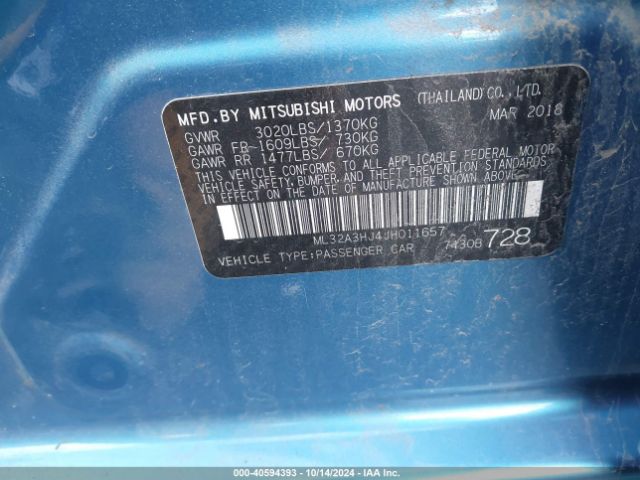 MFD.BY MITSUBISHI MOTORS (THAILAND)CO.,LTD.
GVWR 3020LBS/1370KG MAR 2018
GAWR FR 1609LBS/ 730KG
GAWR RR 1477LBS/ 670KG
THIS VEHICLE CONFORMS TO ALL APPLICABLE FEDERAL MOTOR
VEHICLE SAFETY, BUMPER, AND THEFT PREVENTION STANDARDS
IN EFFECT ON THE DATE OF MANUFACTURE SHOWN ABOVE.
ML32A3HJ4JH011657
VEHICLE TYPE:PASSENGER CAR 7430B 728
000-40594393 - 10/14/2024 - IAA Inc.